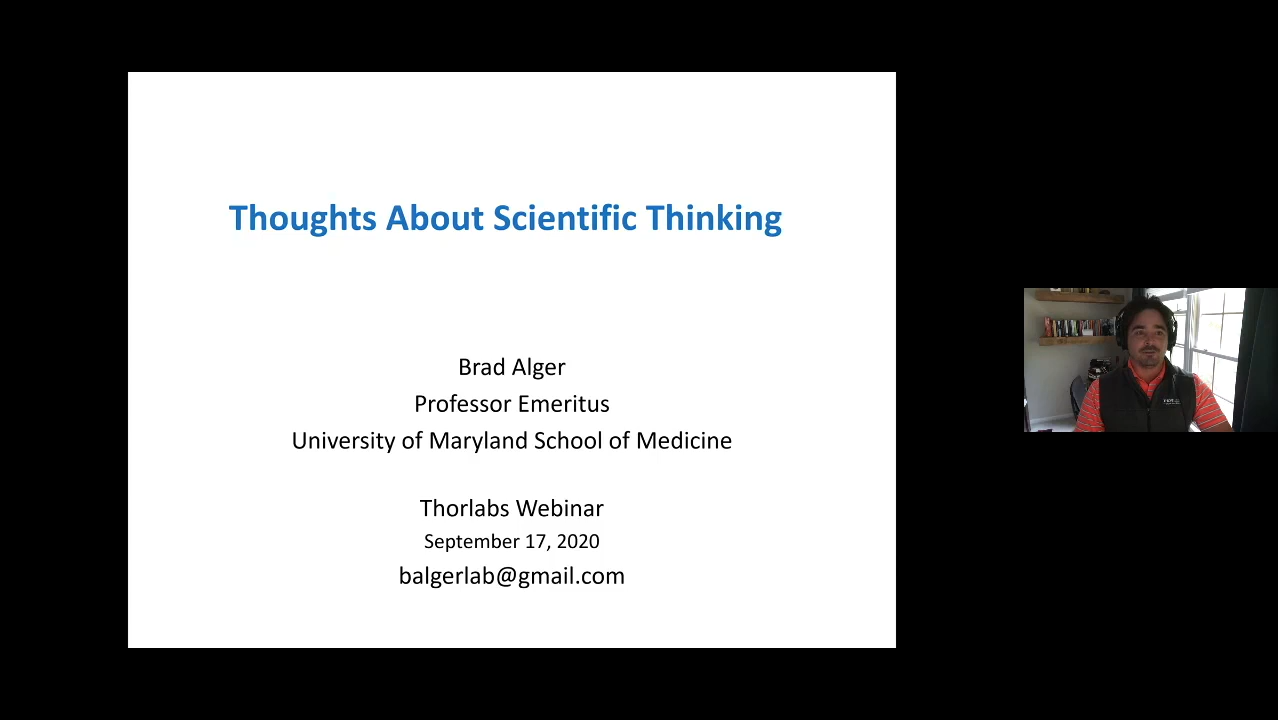 Thoughts About Scientific Thinking
Brad Alger
Professor Emeritus
University of Maryland School of Medicine
Thorlabs Webinar
September 17, 2020
balgerlab@gmail.com